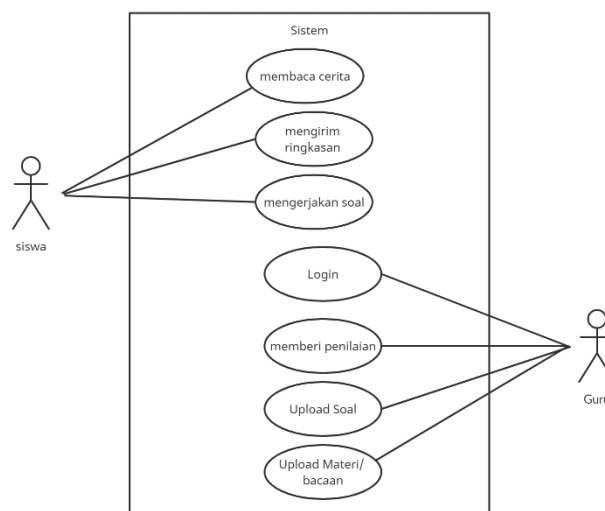 Sistem
membaca cerita
mengirim
ringkasan
mengerjakan soal
siswa
Login
memberi penilaian
Guru
Upload Soal
Upload Materi/
bacaan